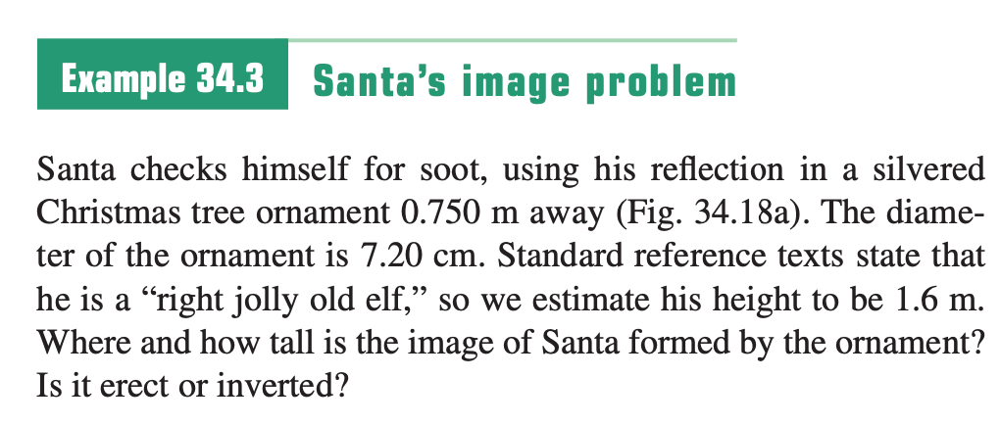 Example 34.3 Santa's image problem
Santa checks himself for soot, using his reflection in a silvered
Christmas tree ornament 0.750 m away (Fig. 34.18a). The diame-
ter of the ornament is 7.20 cm. Standard reference texts state that
he is a “right jolly old elf,” so we estimate his height to be 1.6 m.
Where and how tall is the image of Santa formed by the ornament?
Is it erect or inverted?